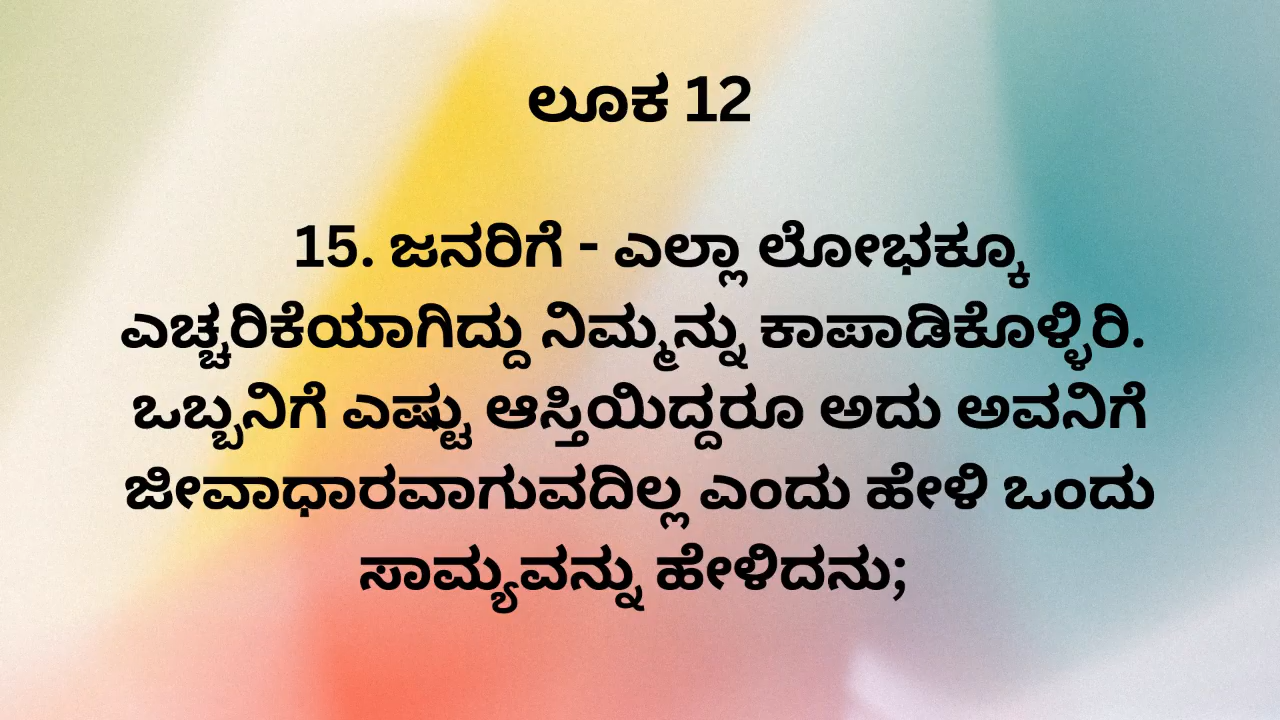 ಲೂಕ 12
15. ಜನರಿಗೆ - ಎಲ್ಲಾ ಲೋಭಕ್ಕೂ
ಎಚ್ಚರಿಕೆಯಾಗಿದ್ದು ನಿಮ್ಮನ್ನು ಕಾಪಾಡಿಕೊಳ್ಳಿರಿ.
ಒಬ್ಬನಿಗೆ ಎಷ್ಟು ಆಸ್ತಿಯಿದ್ದರೂ ಅದು ಅವನಿಗೆ
ಜೀವಾಧಾರವಾಗುವದಿಲ್ಲ ಎಂದು ಹೇಳಿ ಒಂದು
ಸಾಮ್ಯವನ್ನು ಹೇಳಿದನು;